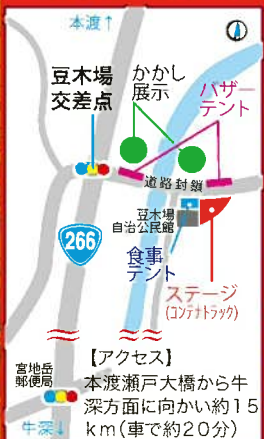 本渡↑
豆木場
交差点
かかし
展示
バザー
テント
道路封鎖
豆木場
自治公民館
266
食事
テント
ステージ
(コンテナトラック)
宮地岳
郵便局
牛深↓
【アクセス】
本渡瀬戸大橋から牛
深方面に向かい約15
km(車で約20分)